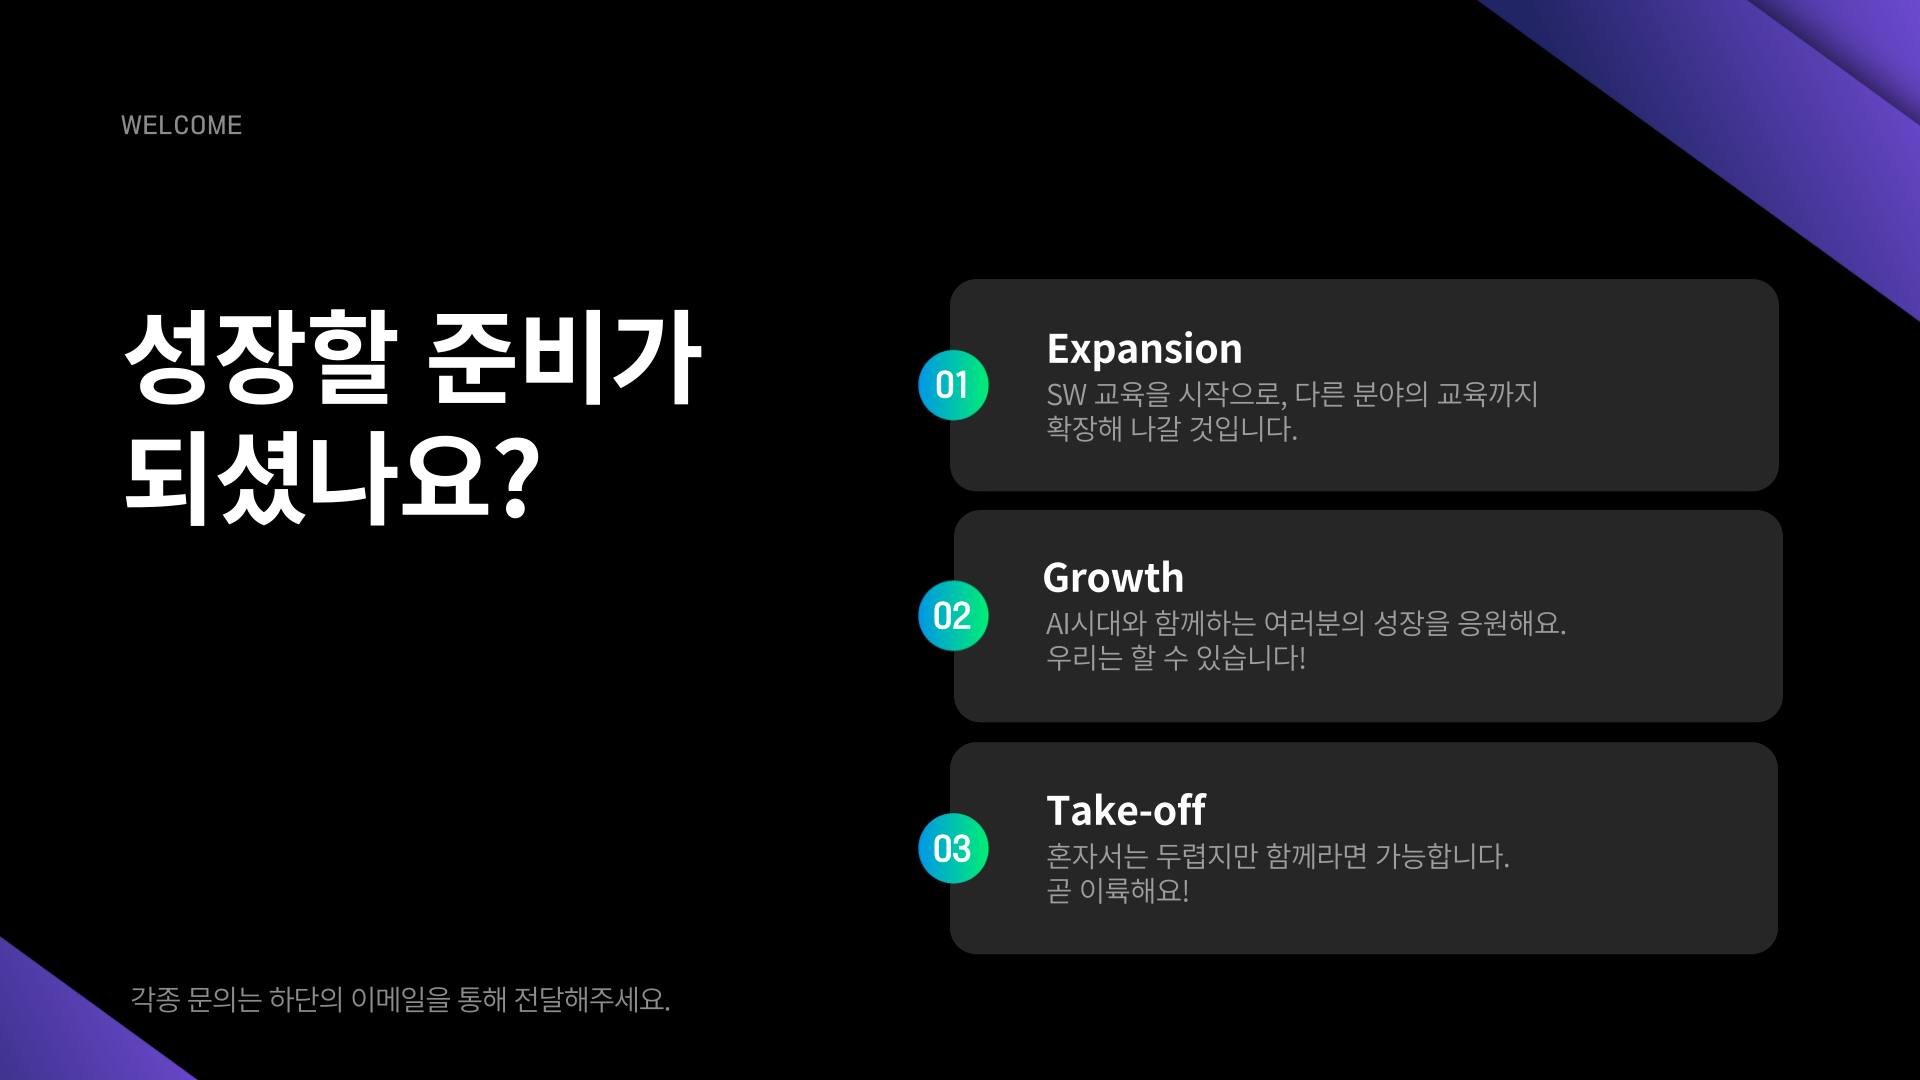 WELCOME
성장할 준비가
되셨나요?
01
Expansion
SW 교육을 시작으로, 다른 분야의 교육까지
확장해 나갈 것입니다.
02
Growth
AI시대와 함께하는 여러분의 성장을 응원해요.
우리는 할 수 있습니다!
03
Take-off
혼자서는 두렵지만 함께라면 가능합니다.
곧 이륙해요!
각종 문의는 하단의 이메일을 통해 전달해주세요.